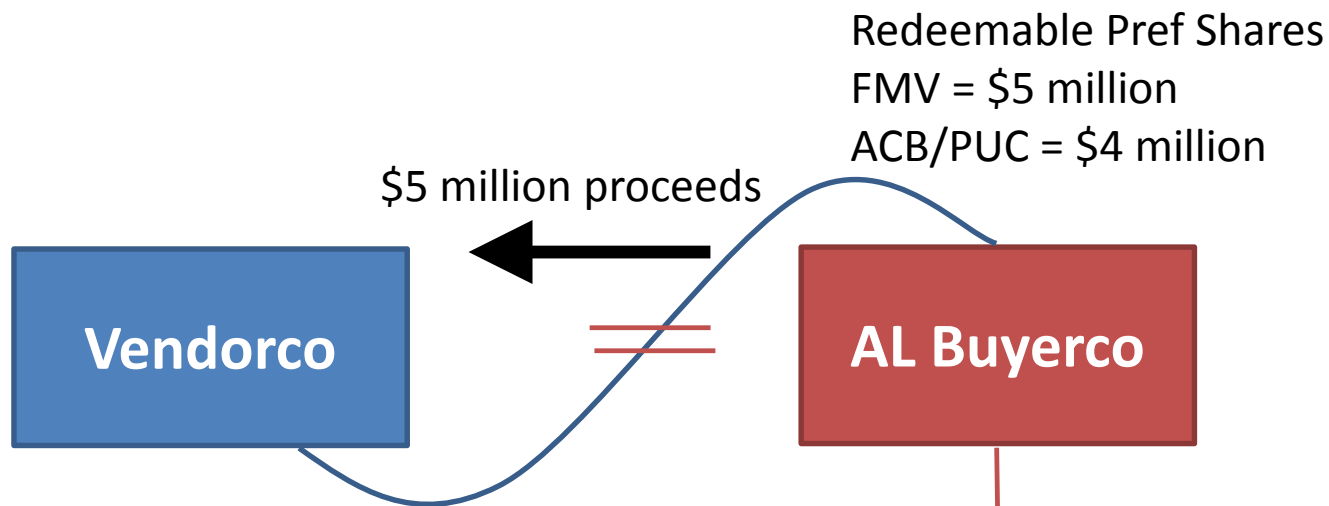 Redeemable Pref Shares
FMV = $5 million
ACB/PUC = $4 million
$5 million proceeds
Vendorco
AL Buyerco